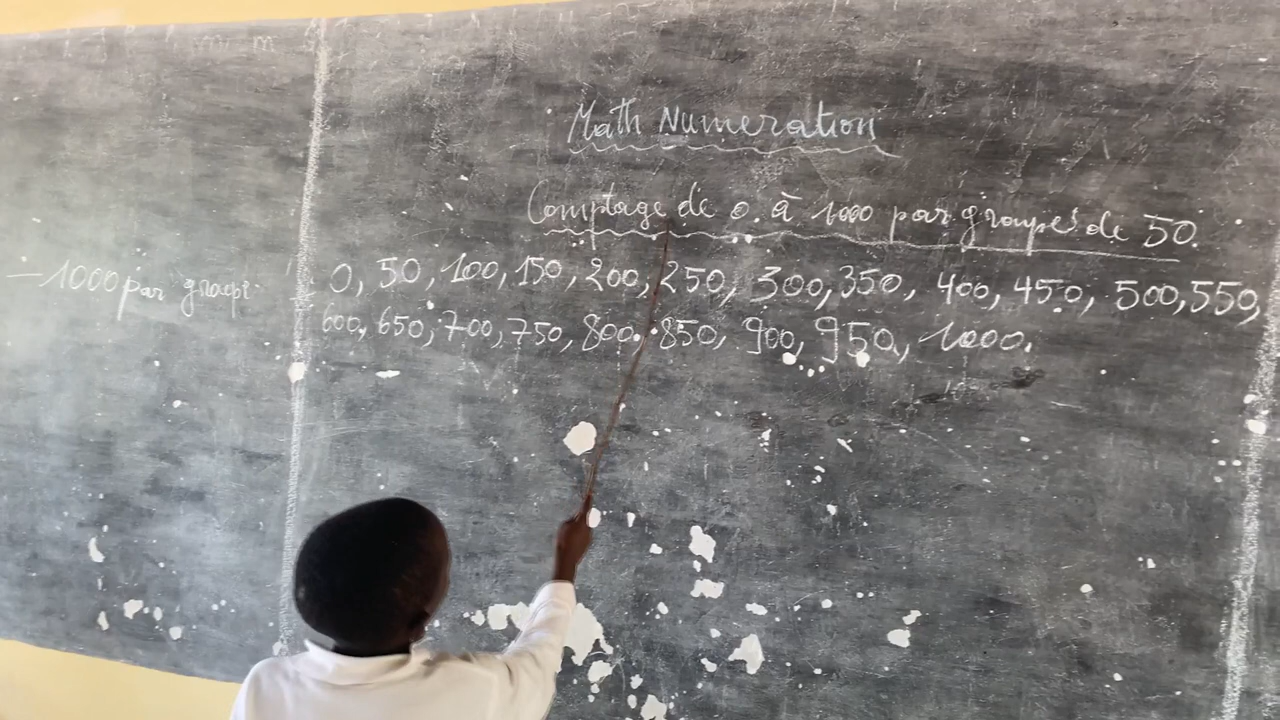 Math Numeration
Comptage de 0. à 1000 par groupes de 50.
– 1000 par groupe
0, 50, 100, 150, 200, 250, 300, 350, 400, 450, 500, 550,
600, 650, 700, 750, 800, 850, 900, 950, 1000.